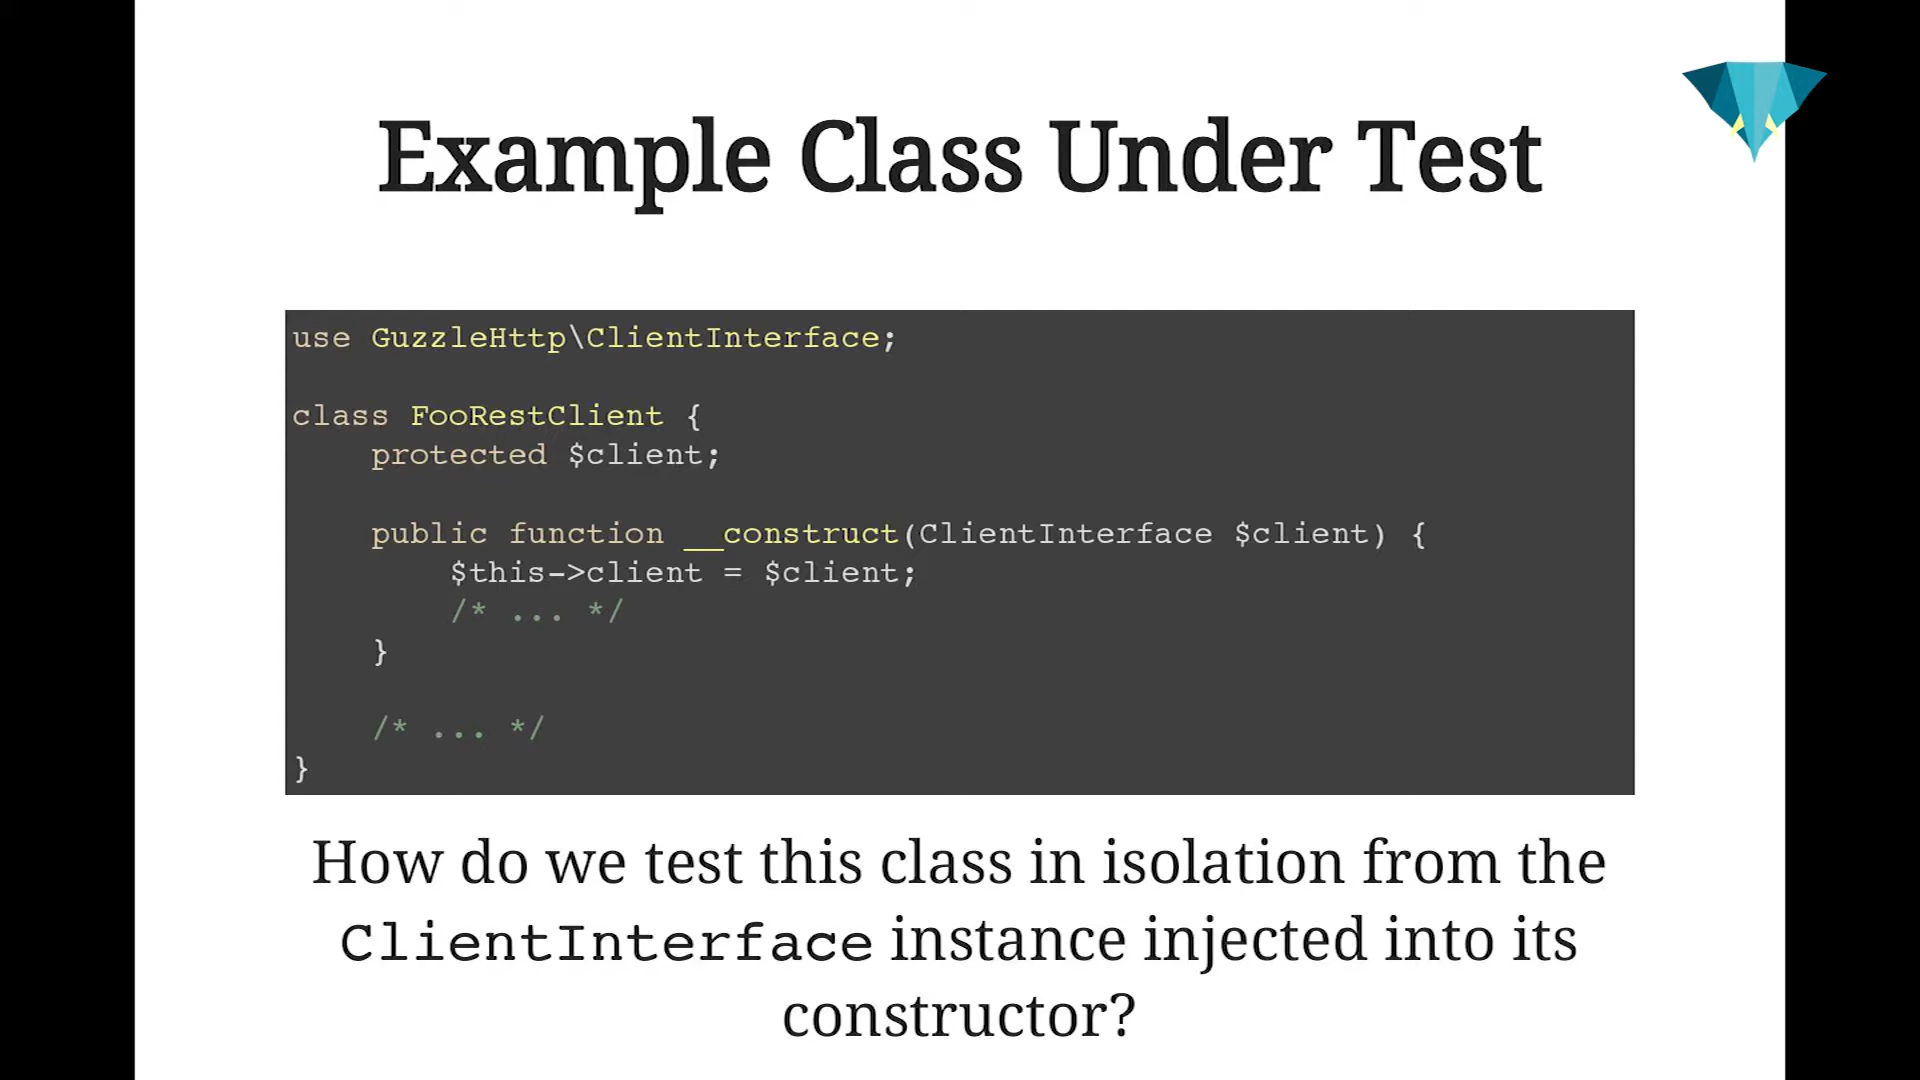 Example Class Under Test
use GuzzleHttp\ClientInterface;
class FooRestClient {
    protected $client;
    public function __construct(ClientInterface $client) {
        $this->client = $client;
        /* ... */
    }
    /* ... */
}
How do we test this class in isolation from the
ClientInterface instance injected into its
constructor?